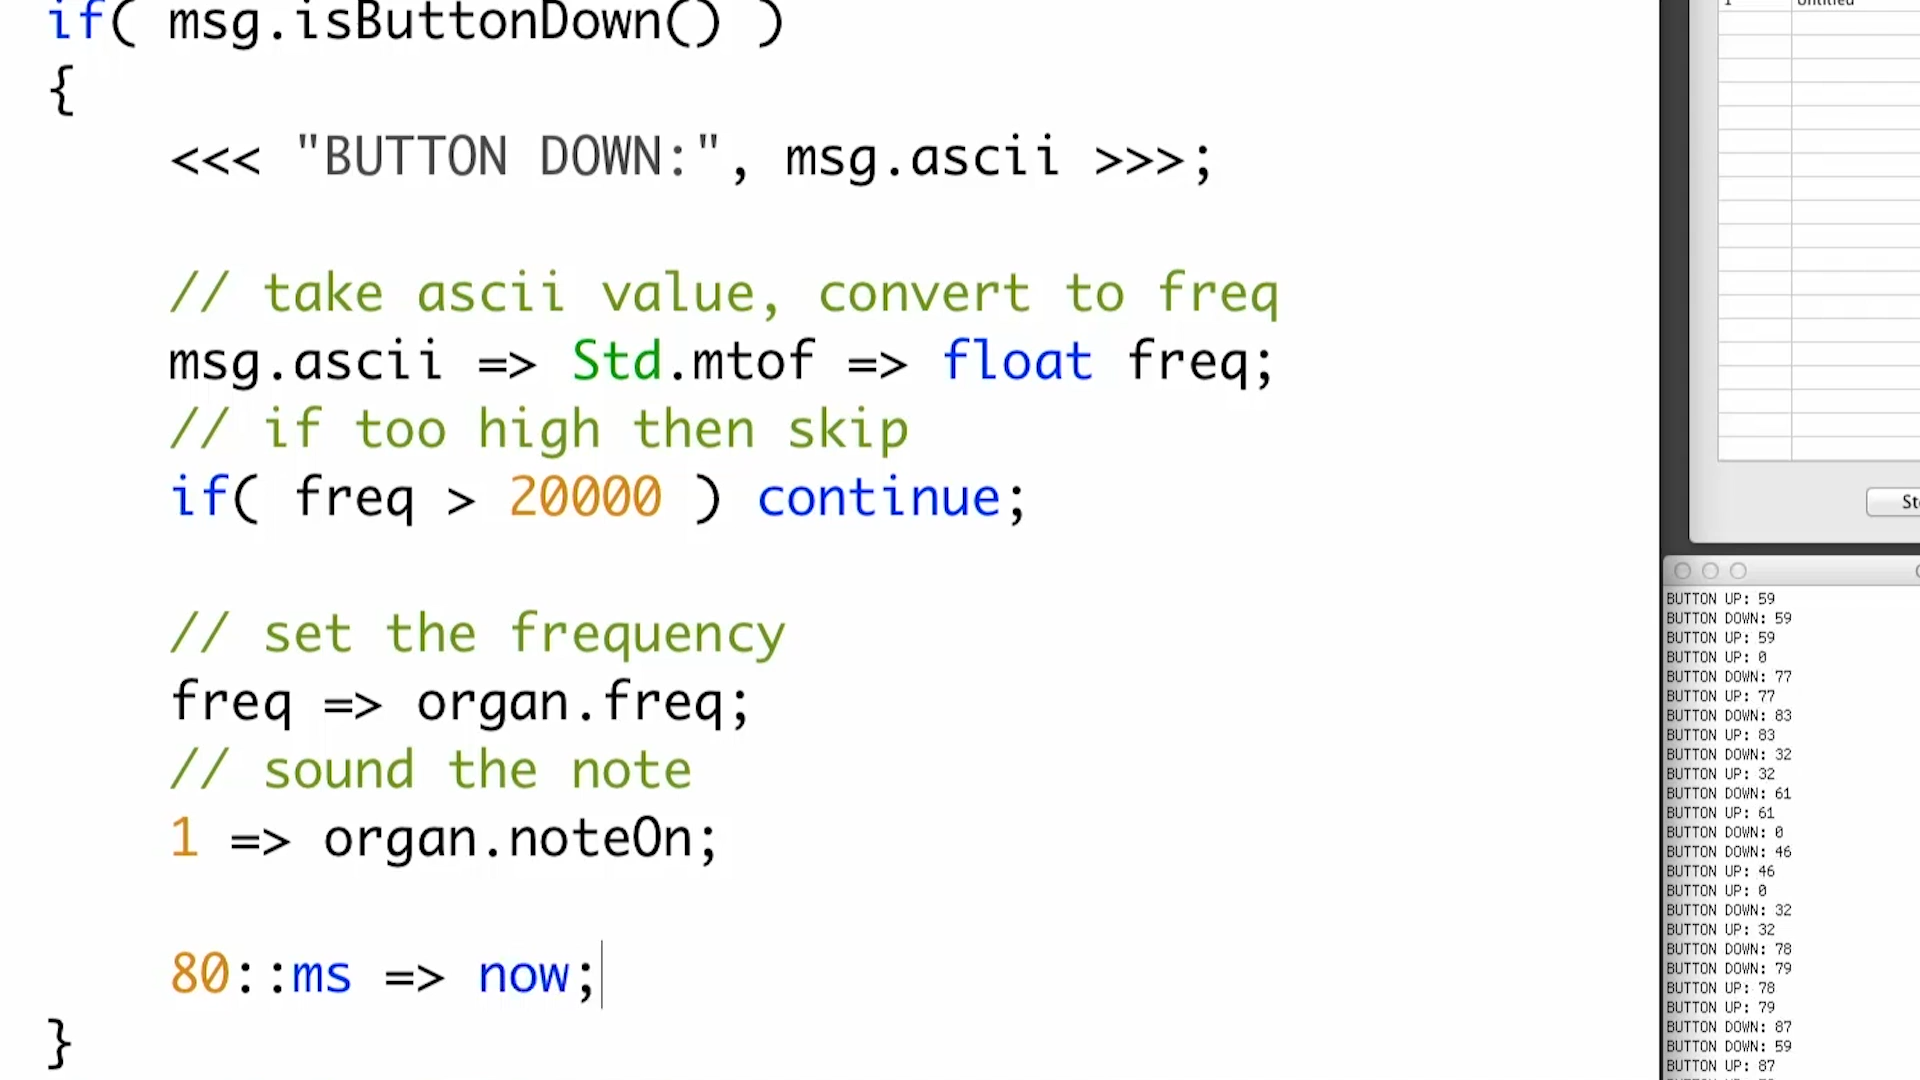 if( msg.isButtonDown() )
{
<<< "BUTTON DOWN:", msg.ascii >>>;
// take ascii value, convert to freq
msg.ascii => Std.mtof => float freq;
// if too high then skip
if( freq > 20000 ) continue;
// set the frequency
freq => organ.freq;
// sound the note
1 => organ.noteOn;
80::ms => now;
}
1 Untitled
BUTTON UP: 59
BUTTON DOWN: 59
BUTTON UP: 59
BUTTON UP: 0
BUTTON DOWN: 77
BUTTON UP: 77
BUTTON DOWN: 83
BUTTON UP: 83
BUTTON DOWN: 32
BUTTON UP: 32
BUTTON DOWN: 61
BUTTON UP: 61
BUTTON DOWN: 0
BUTTON DOWN: 46
BUTTON UP: 46
BUTTON UP: 0
BUTTON DOWN: 32
BUTTON UP: 32
BUTTON DOWN: 78
BUTTON DOWN: 79
BUTTON UP: 78
BUTTON UP: 79
BUTTON DOWN: 87
BUTTON DOWN: 59
BUTTON UP: 87